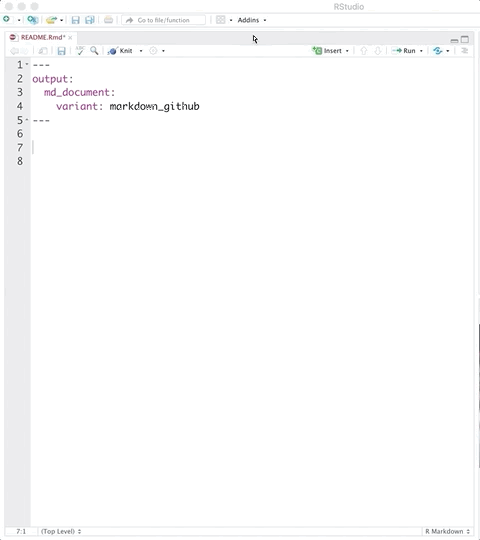 RStudio
Go to file/function Addins
README.Rmd*
Knit Insert Run
1 ---
2 output:
3 md_document:
4 variant: markdown_github
5 ---
6
7
8
7:1 (Top Level) R Markdown